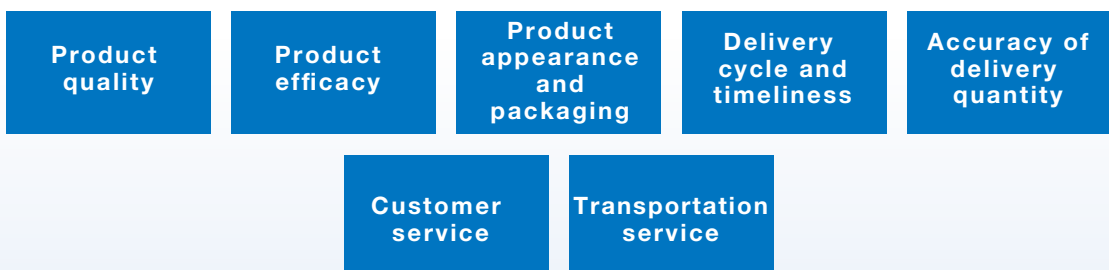 Product
quality
Product
efficacy
Product
appearance
and
packaging
Delivery
cycle and
timeliness
Accuracy of
delivery
quantity
Customer
service
Transportation
service